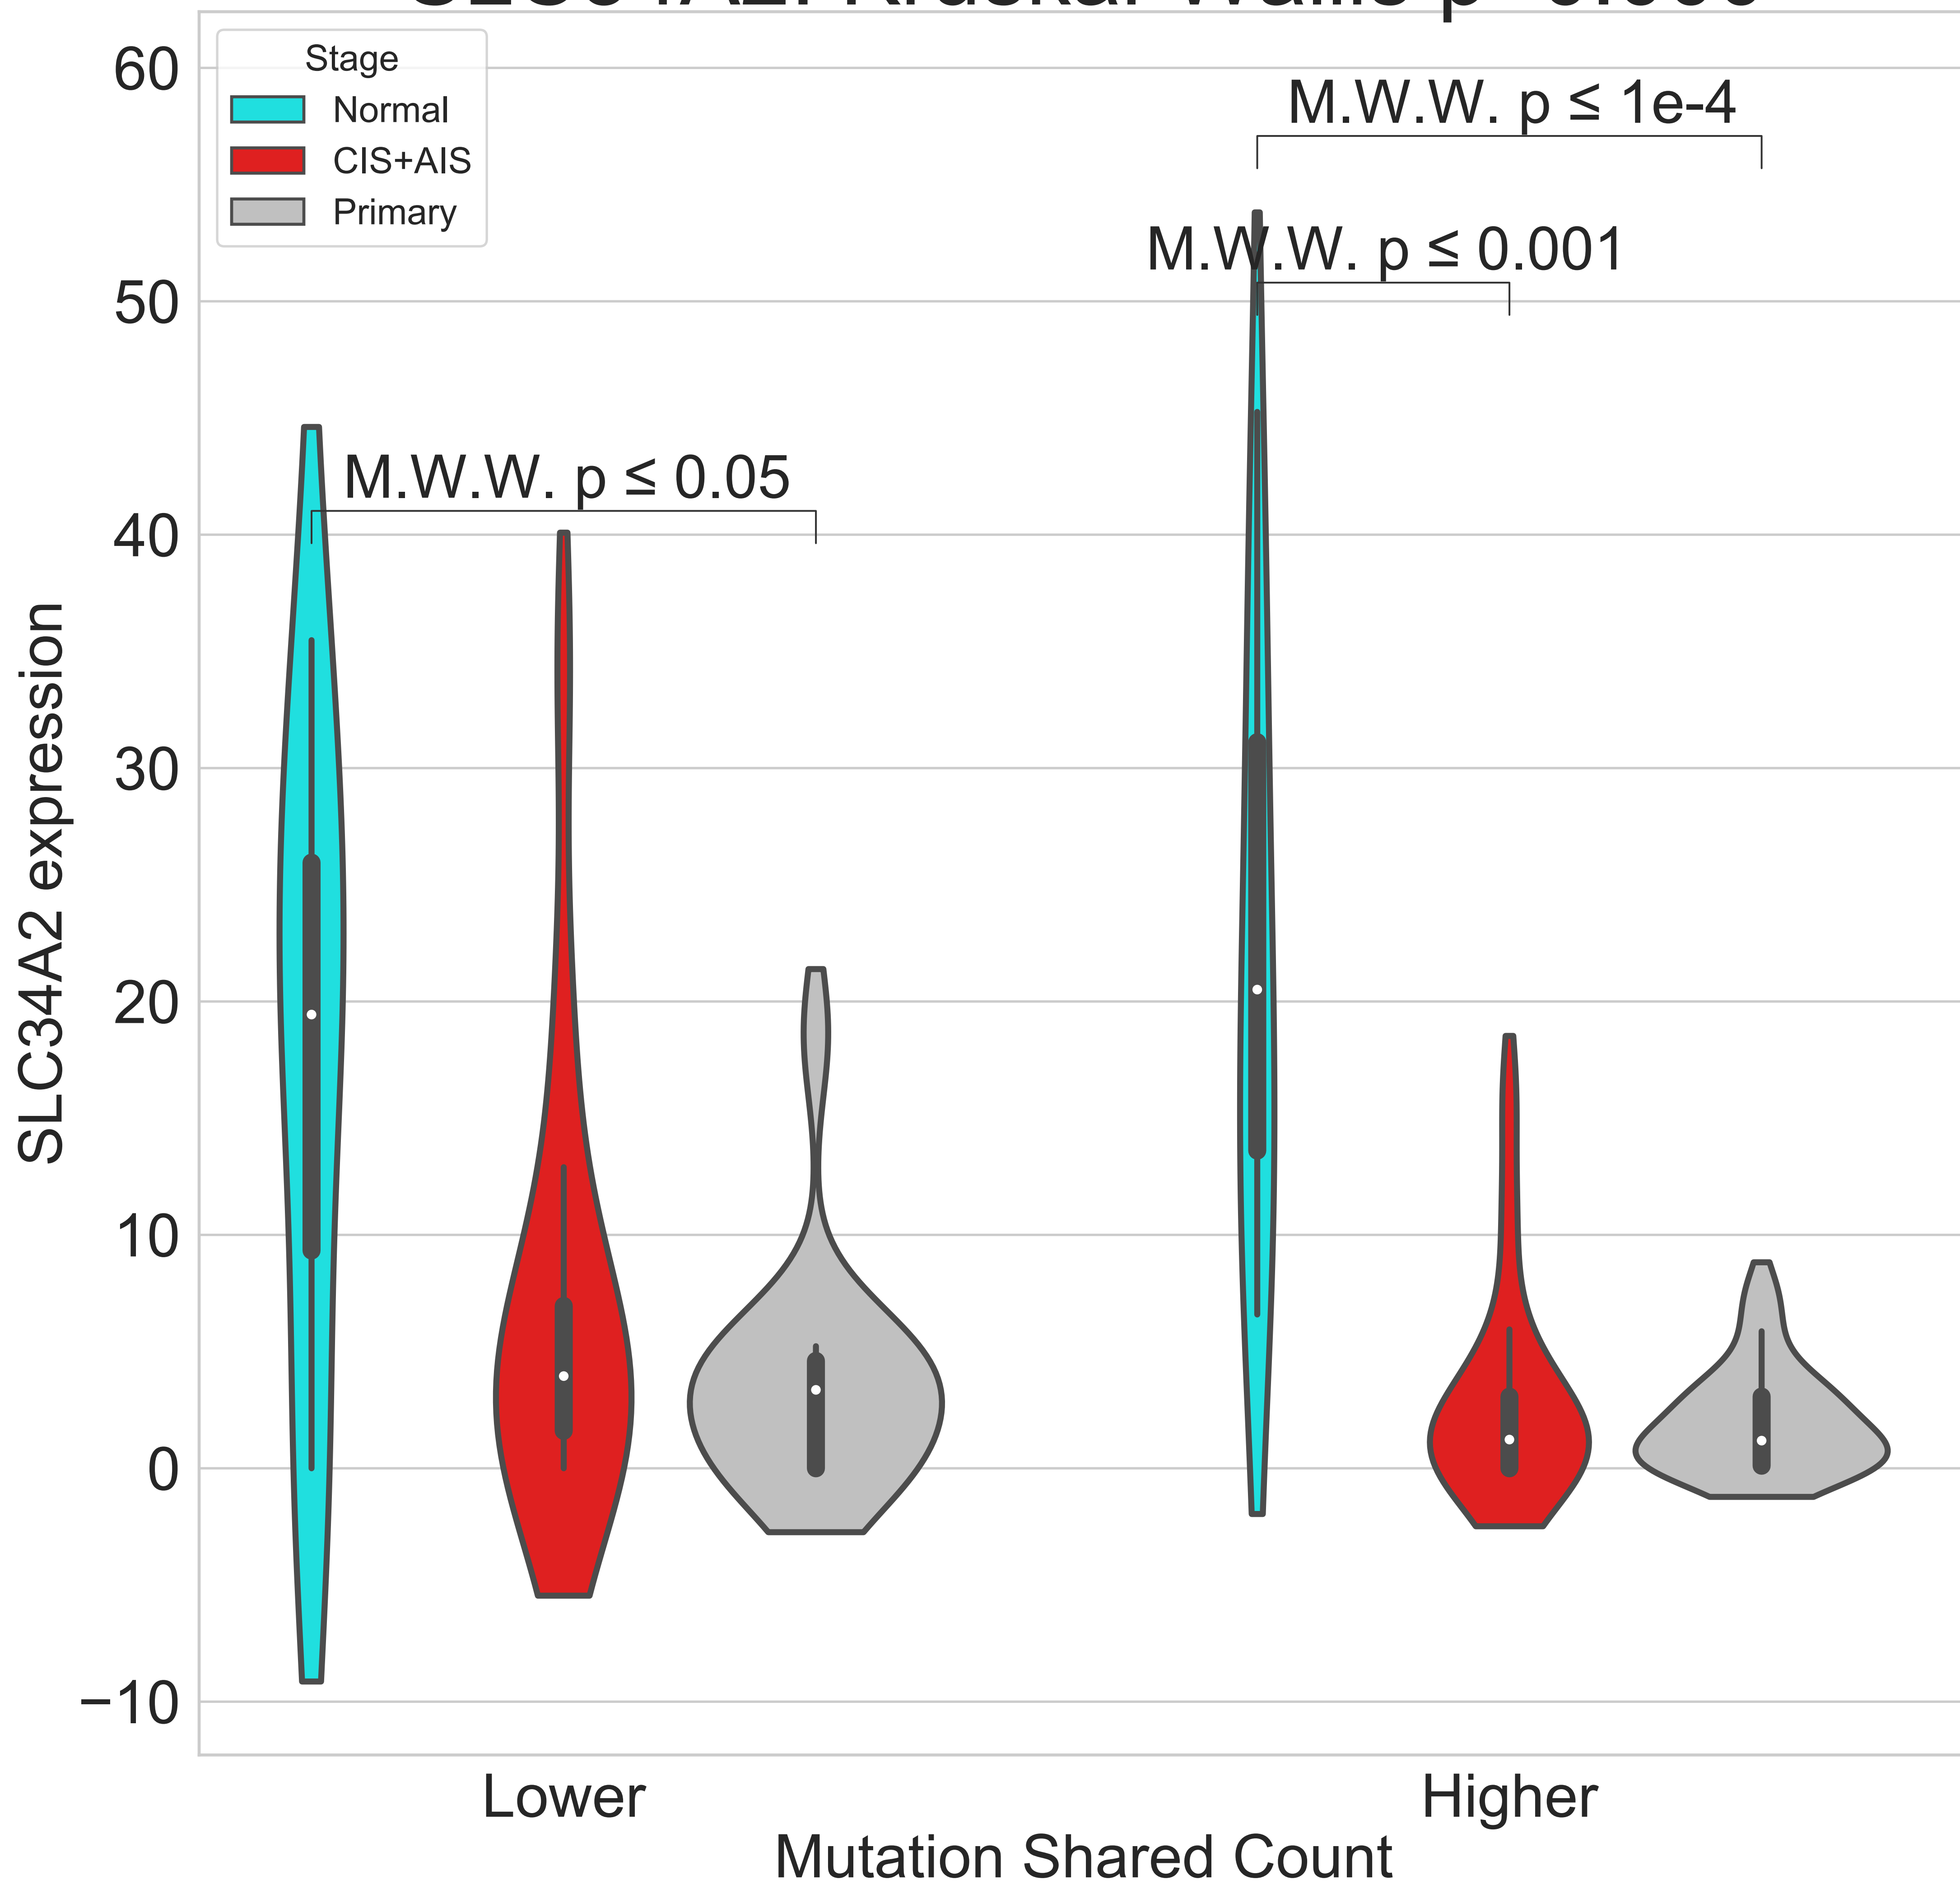 60
50
40
30
20
10
0
−10
SLC34A2 expression
Stage
Normal
CIS+AIS
Primary
M.W.W. p ≤ 1e-4
M.W.W. p ≤ 0.001
M.W.W. p ≤ 0.05
Lower
Higher
Mutation Shared Count